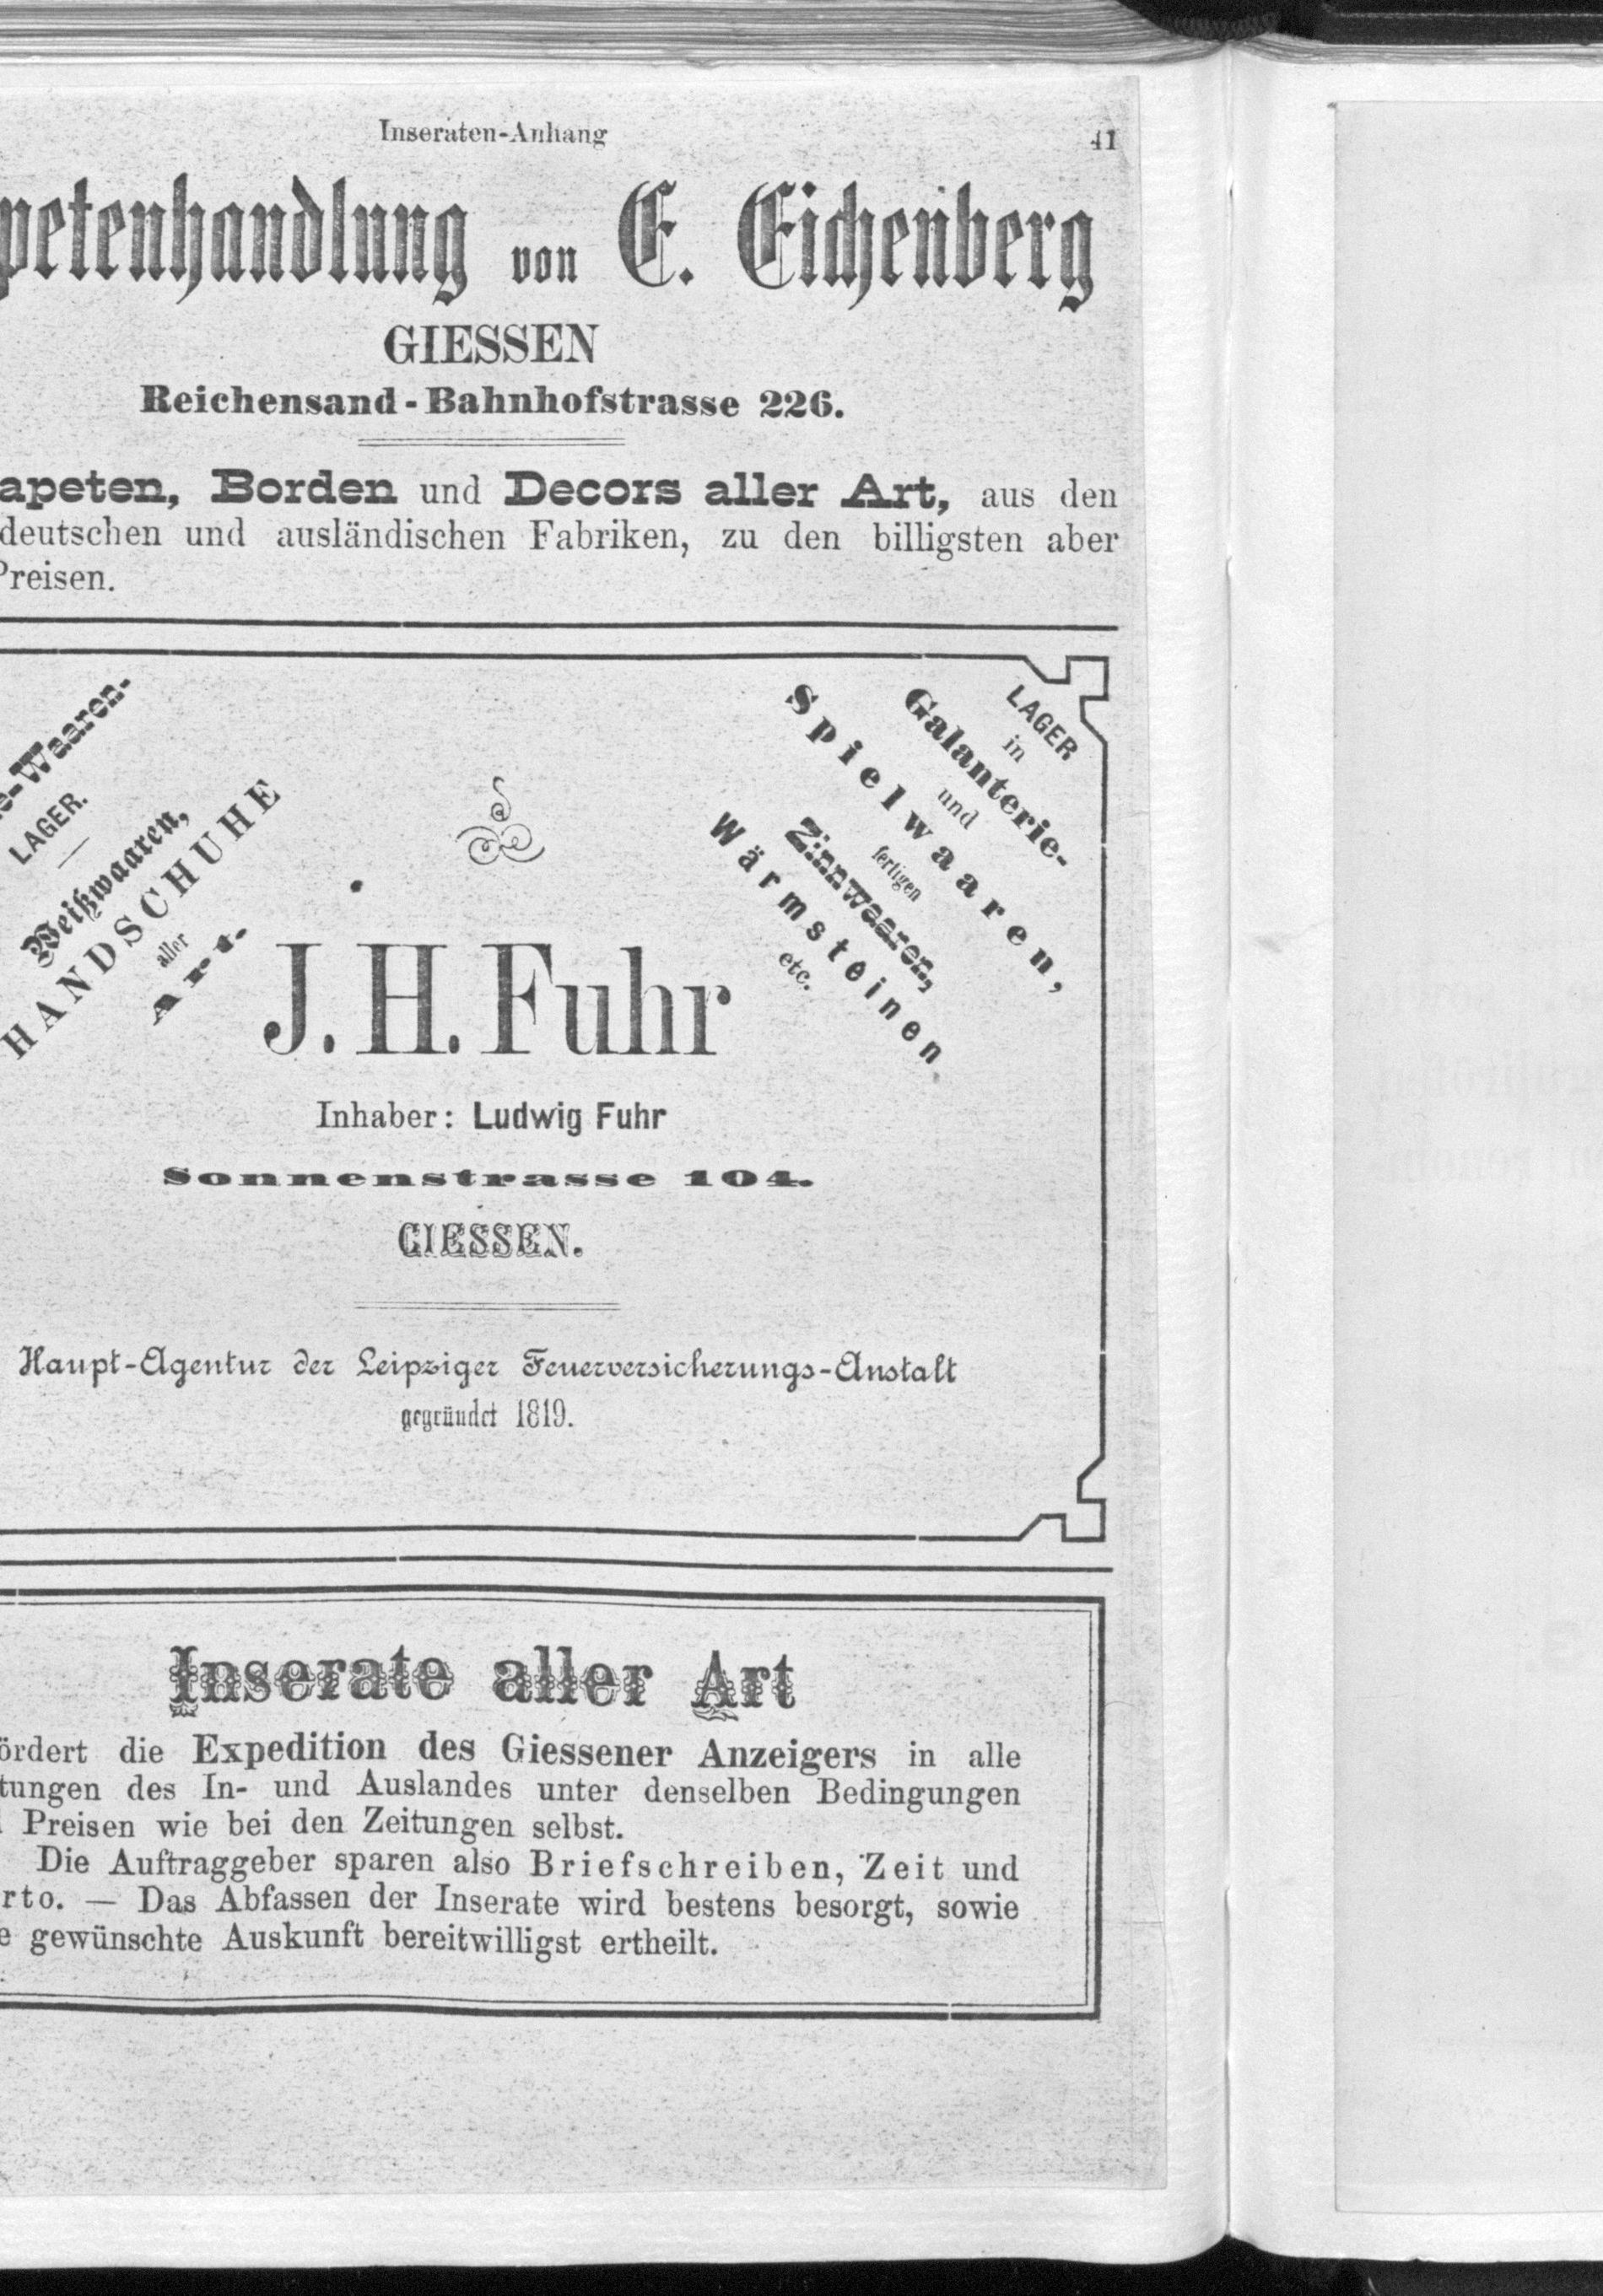 Inseraten-Anhang 41
petenhandlung von E. Eichenberg
GIESSEN
Reichensand-Bahnhofstrasse 226.
apeten, Borden und Decors aller Art, aus den
deutschen und ausländischen Fabriken, zu den billigsten aber
Preisen.
e-Waaren-
LAGER.
Weißwaaren,
HANDSCHUHE
aller
Art.
LAGER
in
Galanterie-
und
Spielwaaren,
fertigen
Zinnwaaren,
Wärmsteinen
etc.
J. H. Fuhr
Inhaber: Ludwig Fuhr
Sonnenstrasse 104.
GIESSEN.
Haupt-Agentur der Leipziger Feuerversicherungs-Anstalt
gegründet 1819.
Inserate aller Art
ördert die Expedition des Giessener Anzeigers in alle
tungen des In- und Auslandes unter denselben Bedingungen
Preisen wie bei den Zeitungen selbst.
Die Auftraggeber sparen also Briefschreiben, Zeit und
rto. — Das Abfassen der Inserate wird bestens besorgt, sowie
e gewünschte Auskunft bereitwilligst ertheilt.